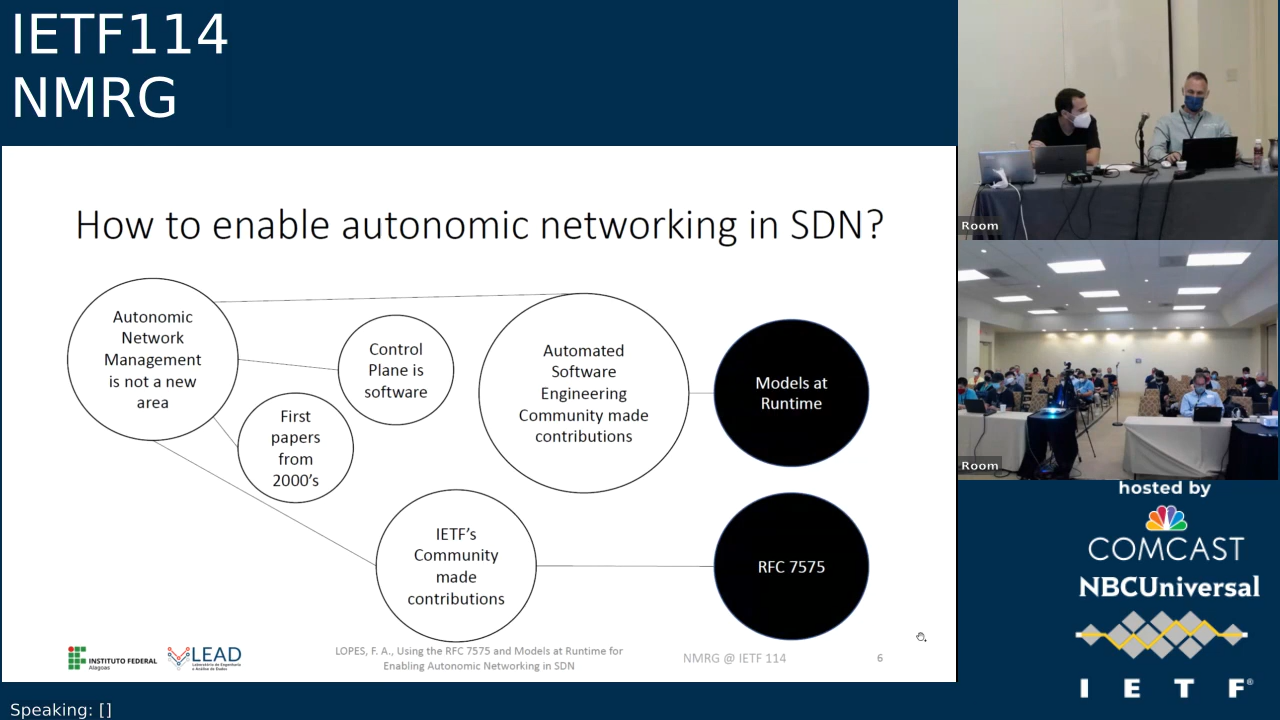 IETF114
NMRG
How to enable autonomic networking in SDN?
Autonomic
Network
Management
is not a new
area
Control
Plane is
software
First
papers
from
2000's
Automated
Software
Engineering
Community made
contributions
Models at
Runtime
IETF's
Community
made
contributions
RFC 7575
INSTITUTO FEDERAL
Alagoas
LEAD
LOPES, F. A., Using the RFC 7575 and Models at Runtime for
Enabling Autonomic Networking in SDN
NMRG @ IETF 114
6
Room
Room
hosted by
COMCAST
NBCUniversal
I E T F®
Speaking: []